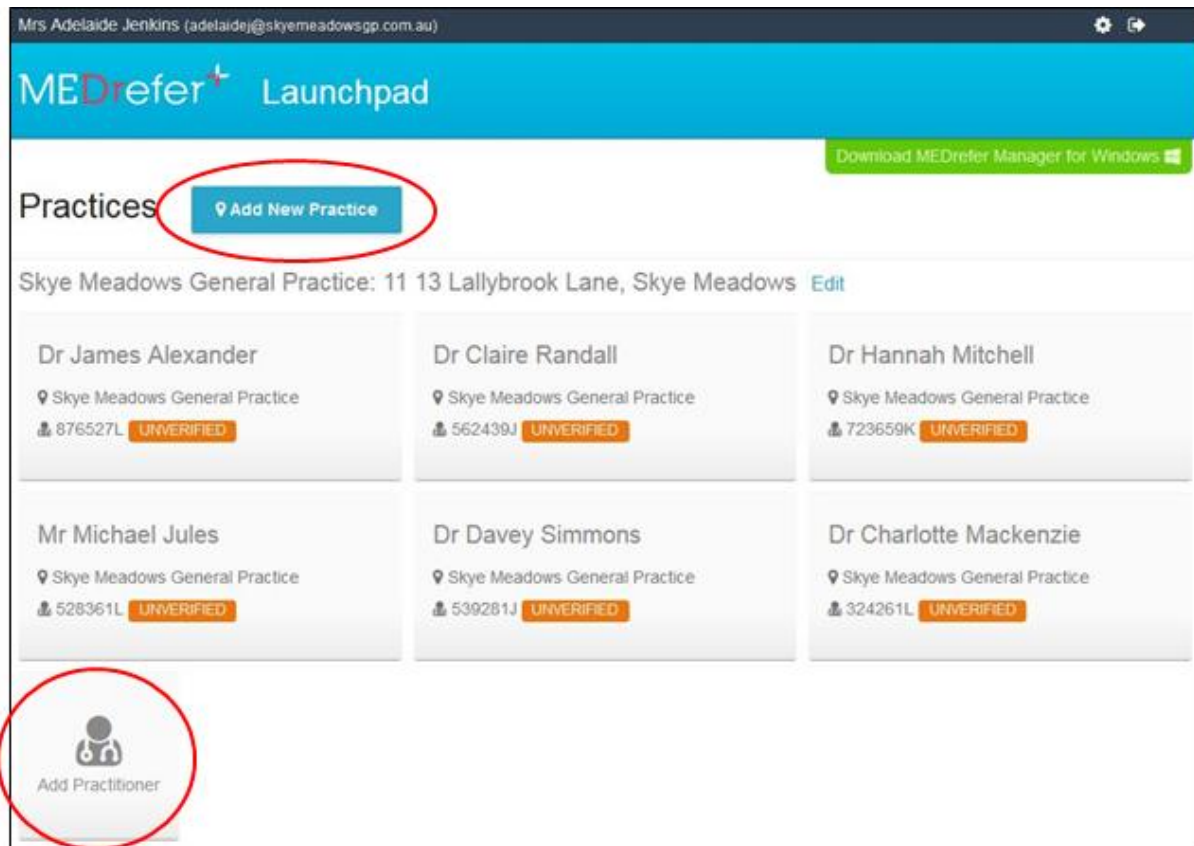 Mrs Adelaide Jenkins (adelaidej@skyemeadowsgp.com.au)
MEDrefer Launchpad
Download MEDrefer Manager for Windows
Practices Add New Practice
Skye Meadows General Practice: 11 13 Lallybrook Lane, Skye Meadows Edit
Dr James Alexander
Skye Meadows General Practice
876527L UNVERIFIED
Dr Claire Randall
Skye Meadows General Practice
562439J UNVERIFIED
Dr Hannah Mitchell
Skye Meadows General Practice
723659K UNVERIFIED
Mr Michael Jules
Skye Meadows General Practice
528361L UNVERIFIED
Dr Davey Simmons
Skye Meadows General Practice
539281J UNVERIFIED
Dr Charlotte Mackenzie
Skye Meadows General Practice
324261L UNVERIFIED
Add Practitioner